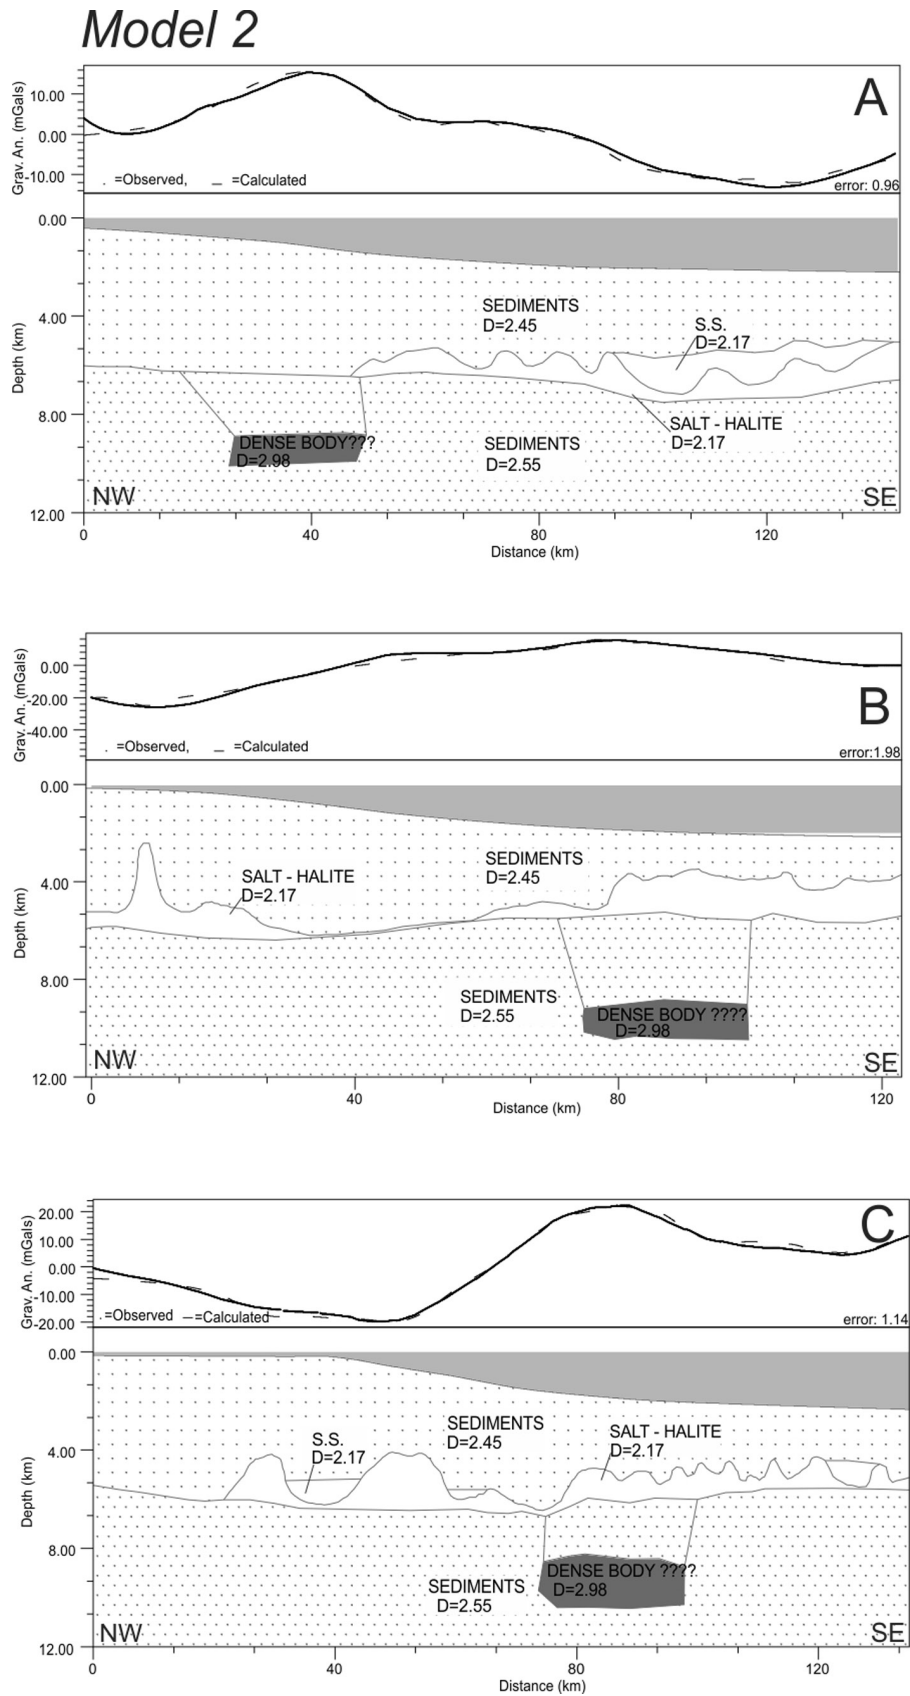 Model 2
A
Grav. An. (mGals)
10.00
0.00
-10.00
. =Observed, — =Calculated
error: 0.96
0.00
4.00
8.00
12.00
Depth (km)
SEDIMENTS
D=2.45
S.S.
D=2.17
SALT - HALITE
D=2.17
DENSE BODY???
D=2.98
SEDIMENTS
D=2.55
NW
SE
0
40
80
120
Distance (km)
B
Grav. An. (mGals)
0.00
-20.00
-40.00
. =Observed, — =Calculated
error:1.98
0.00
4.00
8.00
12.00
Depth (km)
SEDIMENTS
D=2.45
SALT - HALITE
D=2.17
SEDIMENTS
D=2.55
DENSE BODY ????
D=2.98
NW
SE
0
40
80
120
Distance (km)
C
Grav. An. (mGals)
20.00
10.00
0.00
-10.00
-20.00
. =Observed —=Calculated
error: 1.14
0.00
4.00
8.00
12.00
Depth (km)
SEDIMENTS
D=2.45
SALT - HALITE
D=2.17
S.S.
D=2.17
DENSE BODY ????
D=2.98
SEDIMENTS
D=2.55
NW
SE
0
40
80
120
Distance (km)